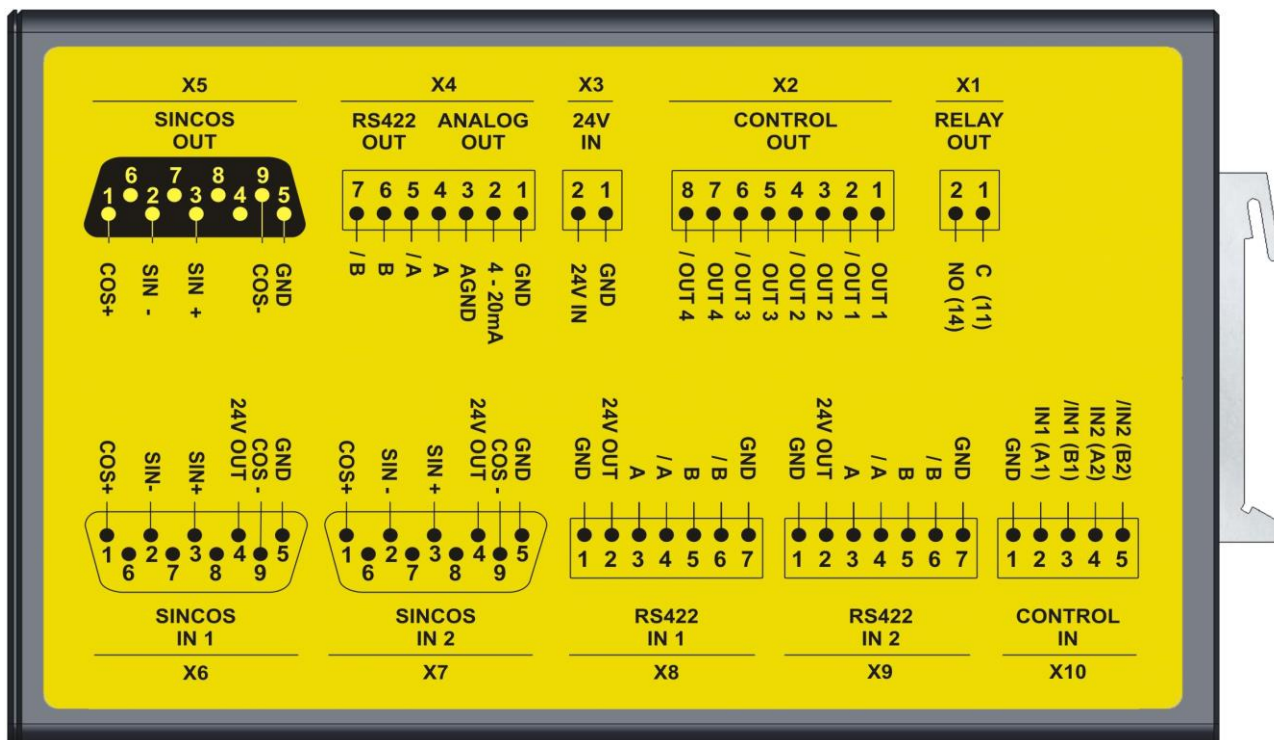 X5 X4 X3 X2 X1
SINCOS RS422 ANALOG 24V CONTROL RELAY
OUT OUT OUT IN OUT OUT
6 7 8 9
1 2 3 4 5
7 6 5 4 3 2 1
2 1
8 7 6 5 4 3 2 1
2 1
COS+
SIN -
SIN +
COS-
GND
/ B
B
/ A
A
AGND
4 - 20mA
GND
24V IN
GND
/ OUT 4
OUT 4
/ OUT 3
OUT 3
/ OUT 2
OUT 2
/ OUT 1
OUT 1
NO (14)
C (11)
COS+
SIN-
SIN+
24V OUT
COS -
GND
COS+
SIN -
SIN +
24V OUT
COS -
GND
GND
24V OUT
A
/ A
B
/ B
GND
GND
24V OUT
A
/ A
B
/ B
GND
GND
IN1 (A1)
/IN1 (B1)
IN2 (A2)
/IN2 (B2)
1 2 3 4 5
6 7 8 9
1 2 3 4 5
6 7 8 9
1 2 3 4 5 6 7
1 2 3 4 5 6 7
1 2 3 4 5
SINCOS SINCOS RS422 RS422 CONTROL
IN 1 IN 2 IN 1 IN 2 IN
X6 X7 X8 X9 X10